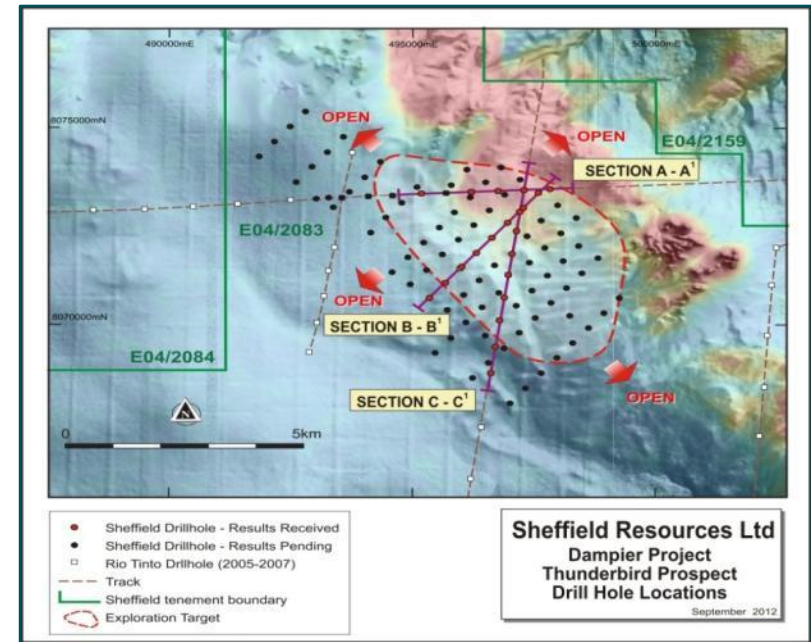 490000mE
495000mE
500000mE
8075000mN
OPEN
OPEN
E04/2159
SECTION A - A¹
E04/2083
OPEN
8070000mN
SECTION B - B¹
E04/2084
OPEN
SECTION C - C¹
N
0
5km
Sheffield Drillhole - Results Received
Sheffield Drillhole - Results Pending
Rio Tinto Drllhole (2005-2007)
Track
Sheffield tenement boundary
Exploration Target
Sheffield Resources Ltd
Dampier Project
Thunderbird Prospect
Drill Hole Locations
September 2012